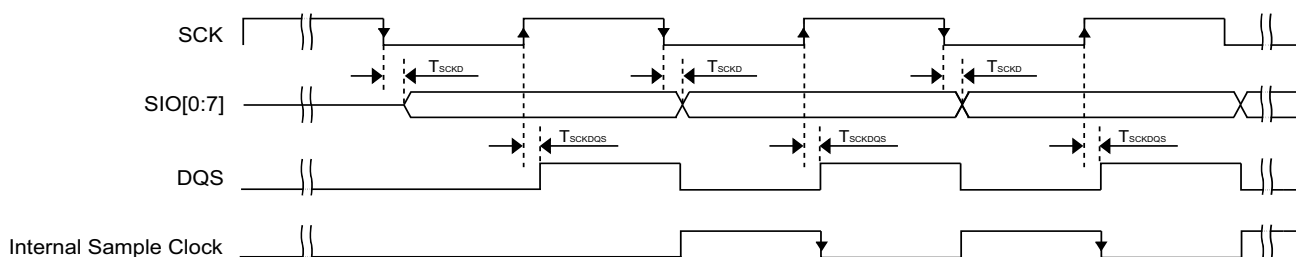 SCK
TSCKD TSCKD TSCKD
SIO[0:7]
TSCKDQS TSCKDQS TSCKDQS
DQS
Internal Sample Clock